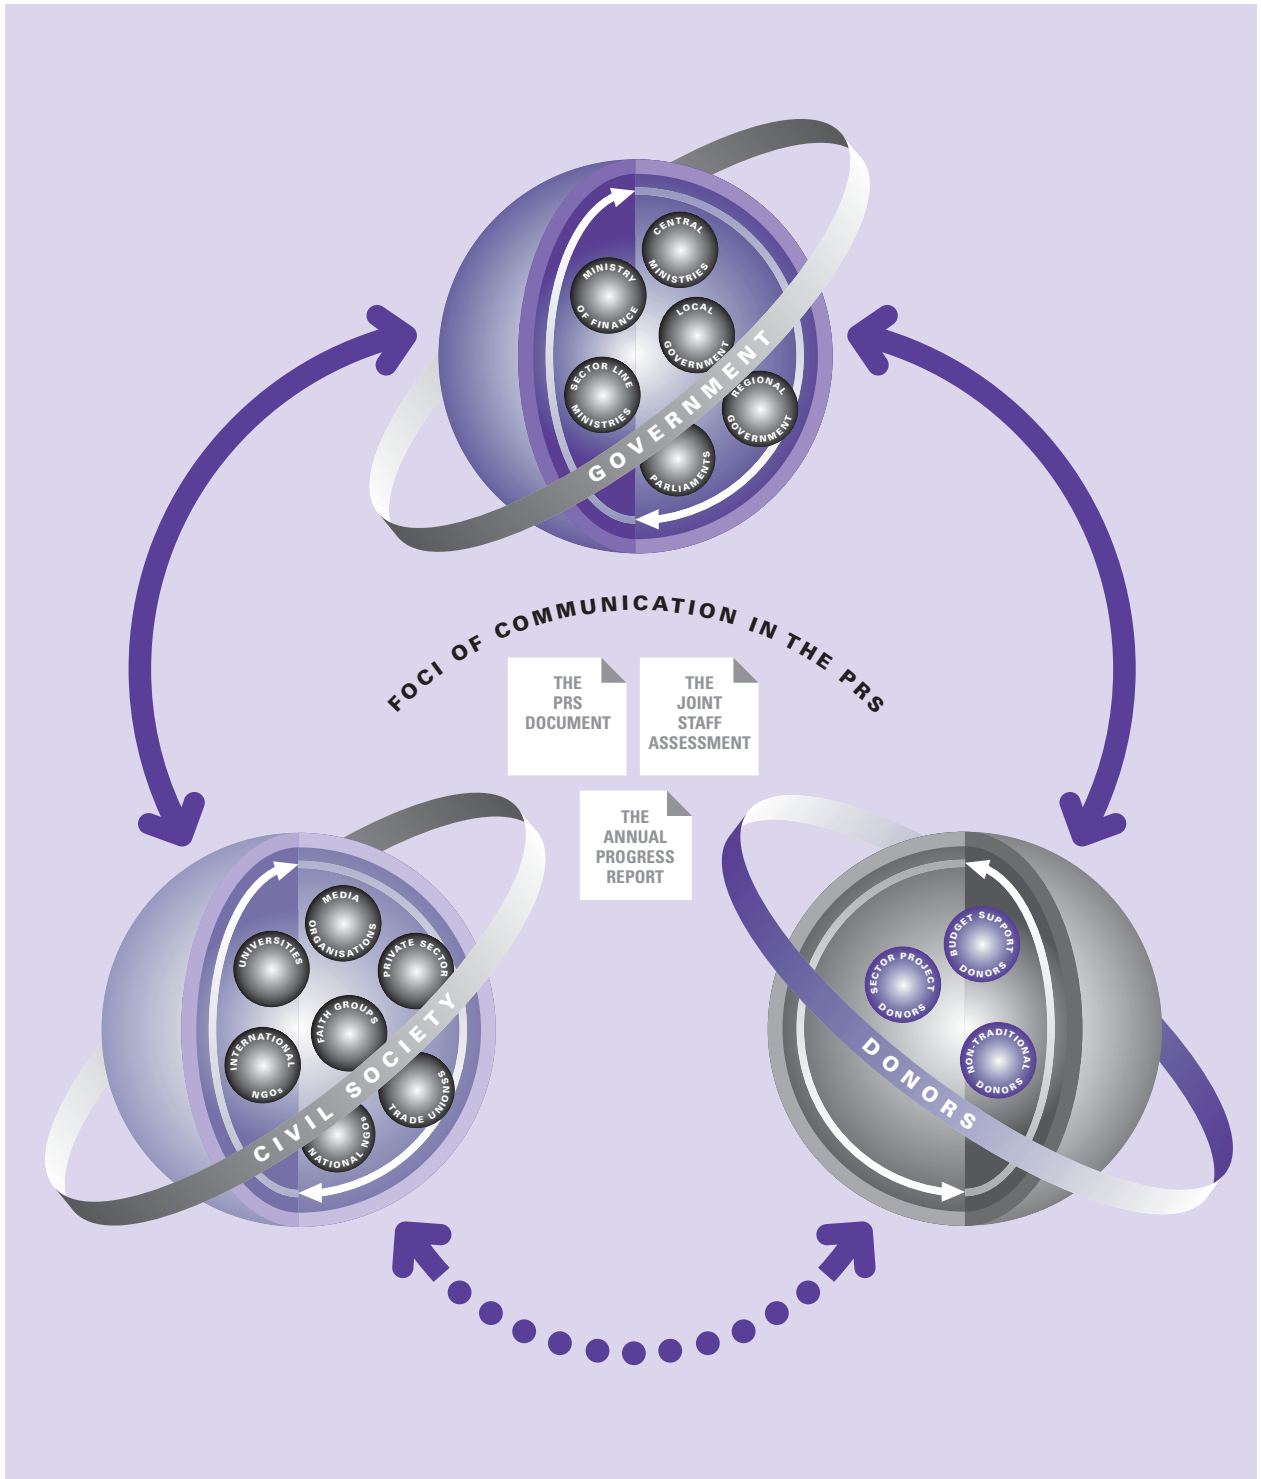 CENTRAL
MINISTRIES
MINISTRY
OF FINANCE
LOCAL
GOVERNMENT
SECTOR LINE
MINISTRIES
REGIONAL
GOVERNMENT
PARLIAMENTS
GOVERNMENT
FOCI OF COMMUNICATION IN THE PRS
THE
PRS
DOCUMENT
THE
JOINT
STAFF
ASSESSMENT
THE
ANNUAL
PROGRESS
REPORT
MEDIA
ORGANISATIONS
UNIVERSITIES
PRIVATE SECTOR
FAITH GROUPS
INTERNATIONAL
NGOs
TRADE UNIONSS
NATIONAL NGOs
CIVIL SOCIETY
BUDGET SUPPORT
DONORS
SECTOR PROJECT
DONORS
NON-TRADITIONAL
DONORS
DONORS